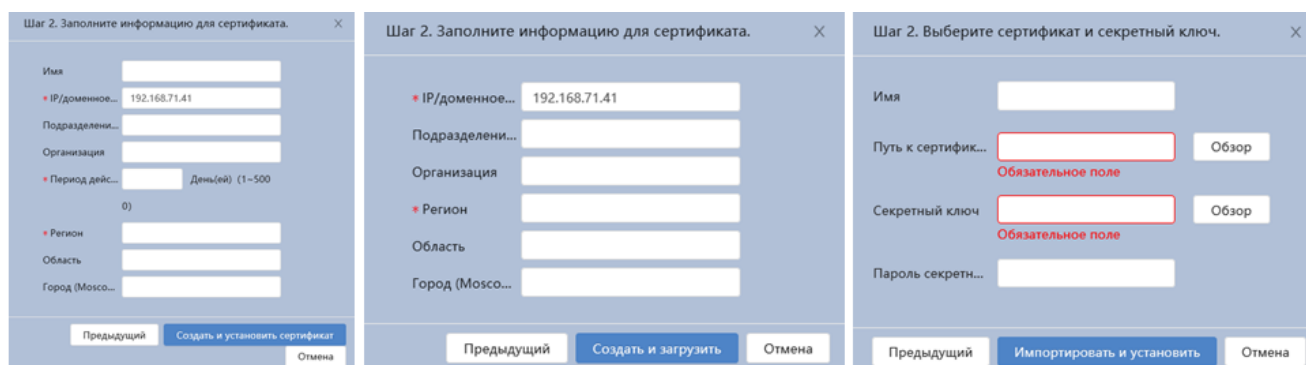 Шаг 2. Заполните информацию для сертификата.
Имя
* IP/доменное... 192.168.71.41
Подразделени...
Организация
* Период дейс... День(ей) (1~500
0)
* Регион
Область
Город (Moscо...
Предыдущий Создать и установить сертификат
Отмена
Шаг 2. Заполните информацию для сертификата.
* IP/доменное... 192.168.71.41
Подразделени...
Организация
* Регион
Область
Город (Moscо...
Предыдущий Создать и загрузить Отмена
Шаг 2. Выберите сертификат и секретный ключ.
Имя
Путь к сертифик... Обзор
Обязательное поле
Секретный ключ Обзор
Обязательное поле
Пароль секретн...
Предыдущий Импортировать и установить Отмена